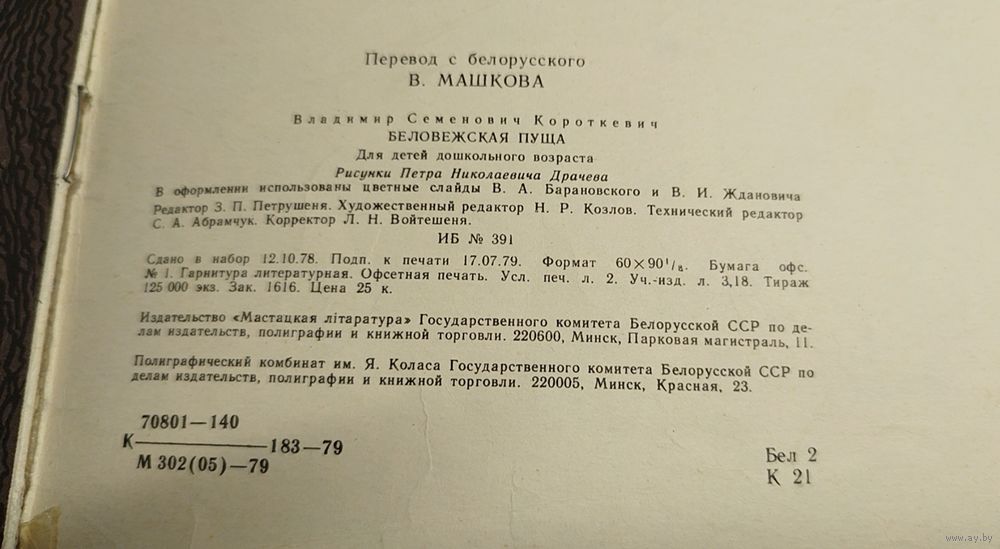 Перевод с белорусского
В. МАШКОВА
Владимир Семенович Короткевич
БЕЛОВЕЖСКАЯ ПУЩА
Для детей дошкольного возраста
Рисунки Петра Николаевича Драчева
В оформлении использованы цветные слайды В. А. Барановского и В. И. Ждановича
Редактор З. П. Петрушеня. Художественный редактор Н. Р. Козлов. Технический редактор
С. А. Абрамчук. Корректор Л. Н. Войтешеня.
ИБ № 391
Сдано в набор 12.10.78. Подп. к печати 17.07.79. Формат 60×90¹/₈. Бумага офс.
№ 1. Гарнитура литературная. Офсетная печать. Усл. печ. л. 2. Уч.-изд. л. 3,18. Тираж
125 000 экз. Зак. 1616. Цена 25 к.
Издательство «Мастацкая літаратура» Государственного комитета Белорусской ССР по де-
лам издательств, полиграфии и книжной торговли. 220600, Минск, Парковая магистраль, 11.
Полиграфический комбинат им. Я. Коласа Государственного комитета Белорусской ССР по
делам издательств, полиграфии и книжной торговли. 220005, Минск, Красная, 23.
70801—140
К———183—79
М 302(05)—79
Бел 2
К 21
www.ay.by